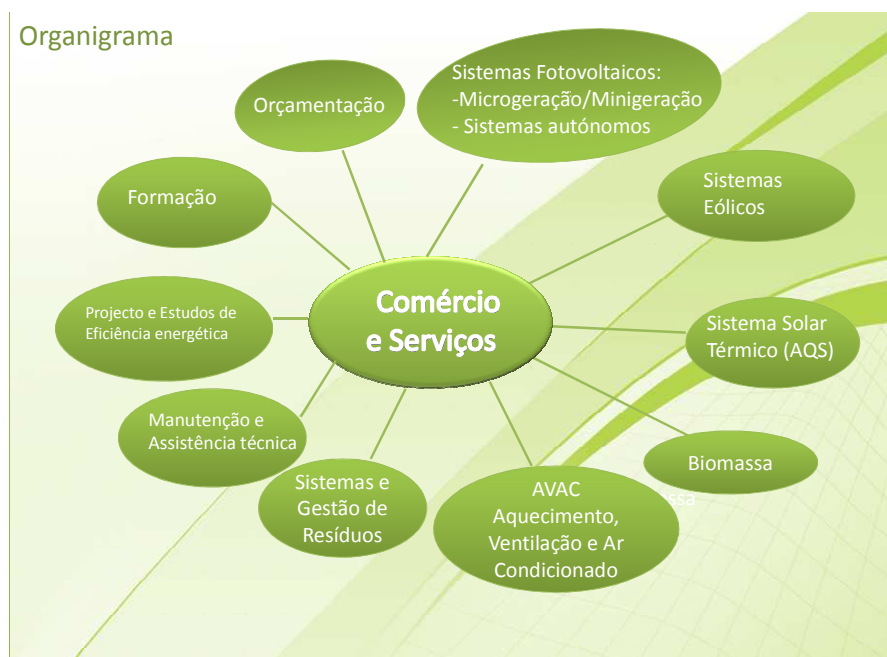 Organigrama
Orçamentação
Sistemas Fotovoltaicos:
-Microgeração/Minigeração
- Sistemas autónomos
Formação
Sistemas
Eólicos
Comércio
e Serviços
Projecto e Estudos de
Eficiência energética
Sistema Solar
Térmico (AQS)
Manutenção e
Assistência técnica
Biomassa
Sistemas e
Gestão de
Resíduos
AVAC
Aquecimento,
Ventilação e Ar
Condicionado